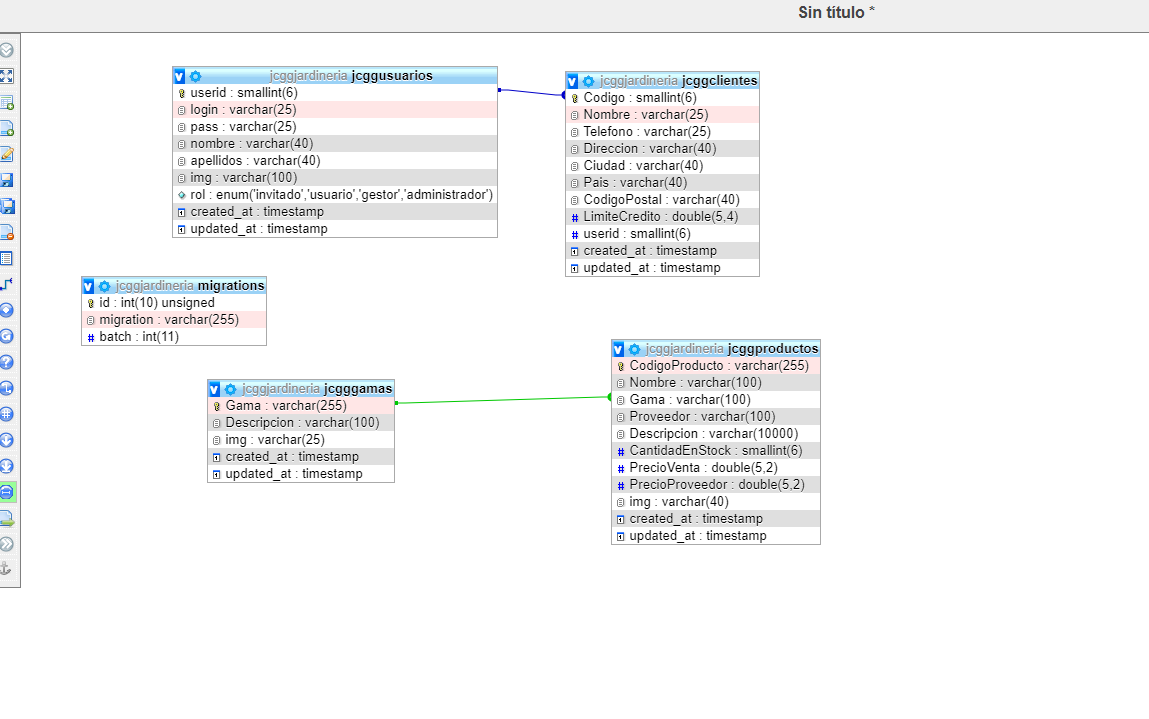 Sin título *
jcggjardineria jcggusuarios
userid : smallint(6)
login : varchar(25)
pass : varchar(25)
nombre : varchar(40)
apellidos : varchar(40)
img : varchar(100)
rol : enum('invitado','usuario','gestor','administrador')
created_at : timestamp
updated_at : timestamp
jcggjardineria jcggclientes
Codigo : smallint(6)
Nombre : varchar(25)
Telefono : varchar(25)
Direccion : varchar(40)
Ciudad : varchar(40)
Pais : varchar(40)
CodigoPostal : varchar(40)
LimiteCredito : double(5,4)
userid : smallint(6)
created_at : timestamp
updated_at : timestamp
jcggjardineria migrations
id : int(10) unsigned
migration : varchar(255)
batch : int(11)
jcggjardineria jcgggamas
Gama : varchar(255)
Descripcion : varchar(100)
img : varchar(25)
created_at : timestamp
updated_at : timestamp
jcggjardineria jcggproductos
CodigoProducto : varchar(255)
Nombre : varchar(100)
Gama : varchar(100)
Proveedor : varchar(100)
Descripcion : varchar(10000)
CantidadEnStock : smallint(6)
PrecioVenta : double(5,2)
PrecioProveedor : double(5,2)
img : varchar(40)
created_at : timestamp
updated_at : timestamp